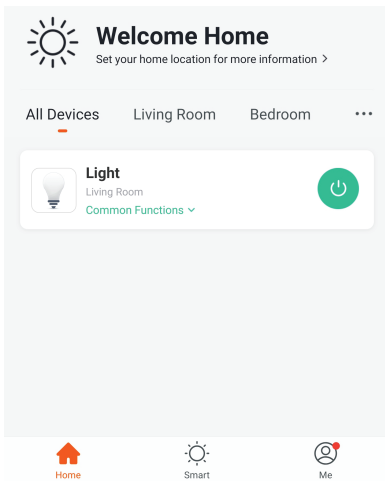 Welcome Home
Set your home location for more information >
All Devices Living Room Bedroom •••
Light
Living Room
Common Functions
Home Smart Me